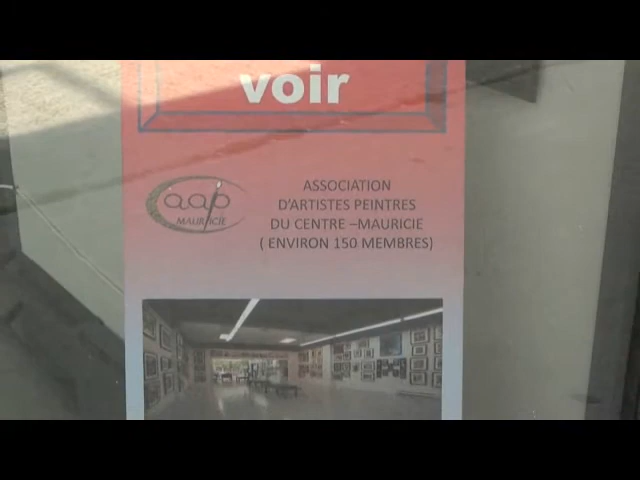 voir
aap
MAURICIE
ASSOCIATION
D'ARTISTES PEINTRES
DU CENTRE –MAURICIE
( ENVIRON 150 MEMBRES)